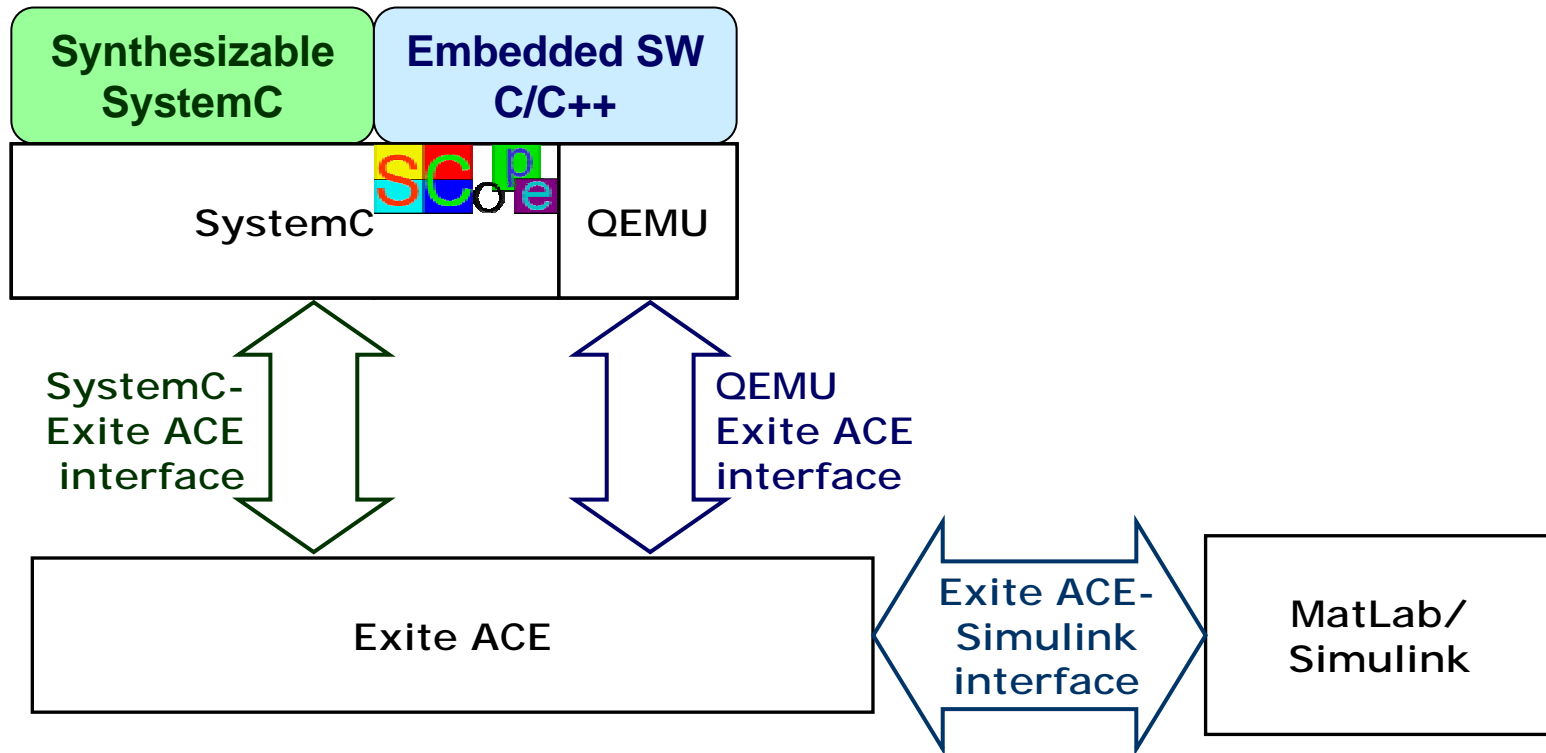 Synthesizable
SystemC
Embedded SW
C/C++
SCope
SystemC
QEMU
SystemC-
Exite ACE
interface
QEMU
Exite ACE
interface
Exite ACE
Exite ACE-
Simulink
interface
MatLab/
Simulink